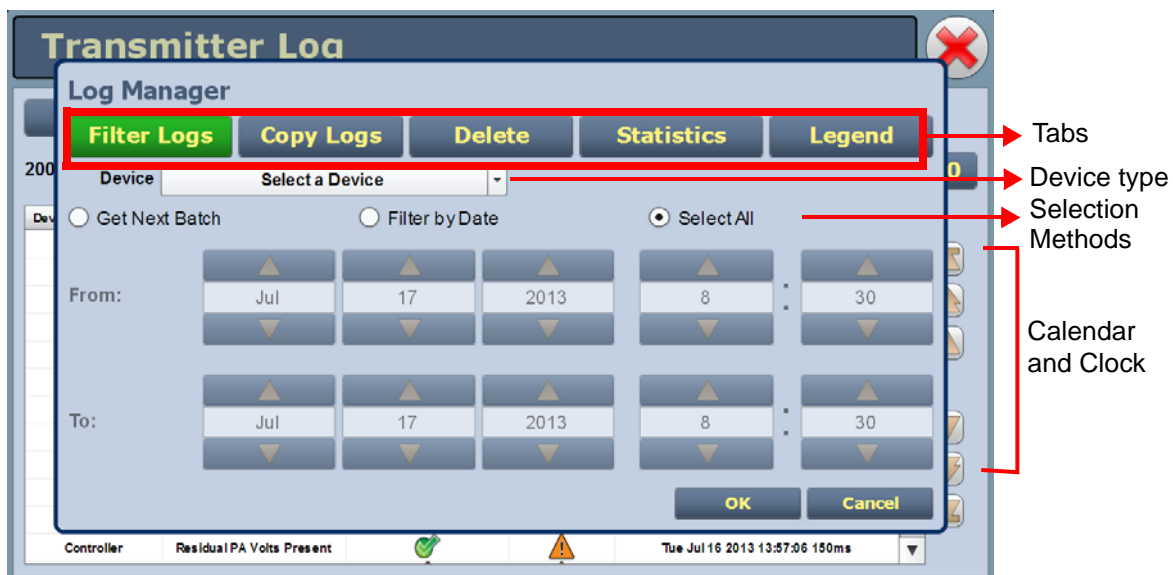 Transmitter Log
Log Manager
Filter Logs Copy Logs Delete Statistics Legend
Tabs
200
Device Select a Device
0
Device type
Dev
Get Next Batch Filter by Date Select All
Selection
Methods
From: Jul 17 2013 8 : 30
Calendar
and Clock
To: Jul 17 2013 8 : 30
OK Cancel
Controller Residual PA Volts Present Tue Jul 16 2013 13:57:06 150ms